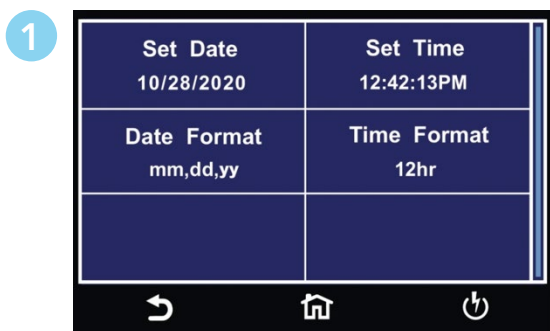 1
Set Date
10/28/2020
Set Time
12:42:13PM
Date Format
mm,dd,yy
Time Format
12hr